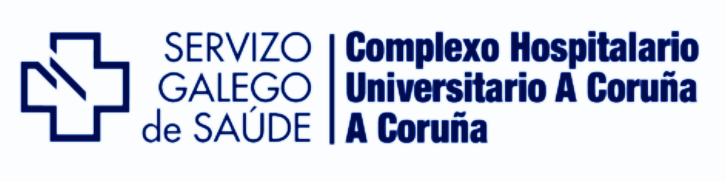 SERVIZO
GALEGO
de SAÚDE
Complexo Hospitalario
Universitario A Coruña
A Coruña